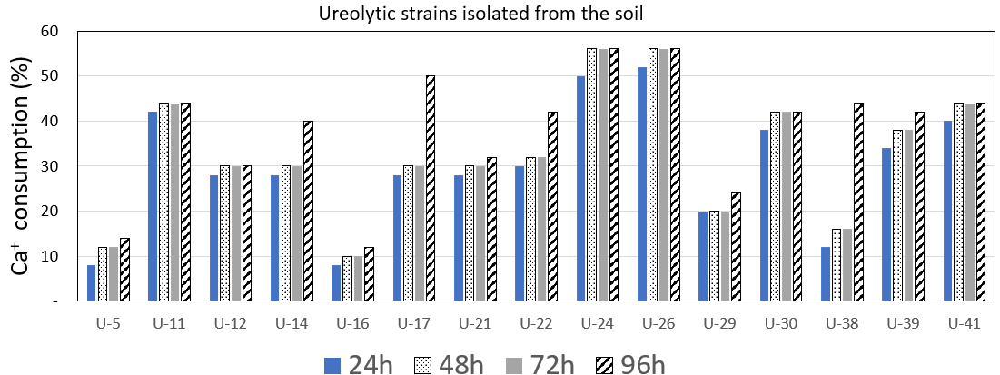 Ureolytic strains isolated from the soil
Ca⁺ consumption (%)
60
50
40
30
20
10
-
U-5 U-11 U-12 U-14 U-16 U-17 U-21 U-22 U-24 U-26 U-29 U-30 U-38 U-39 U-41
24h 48h 72h 96h